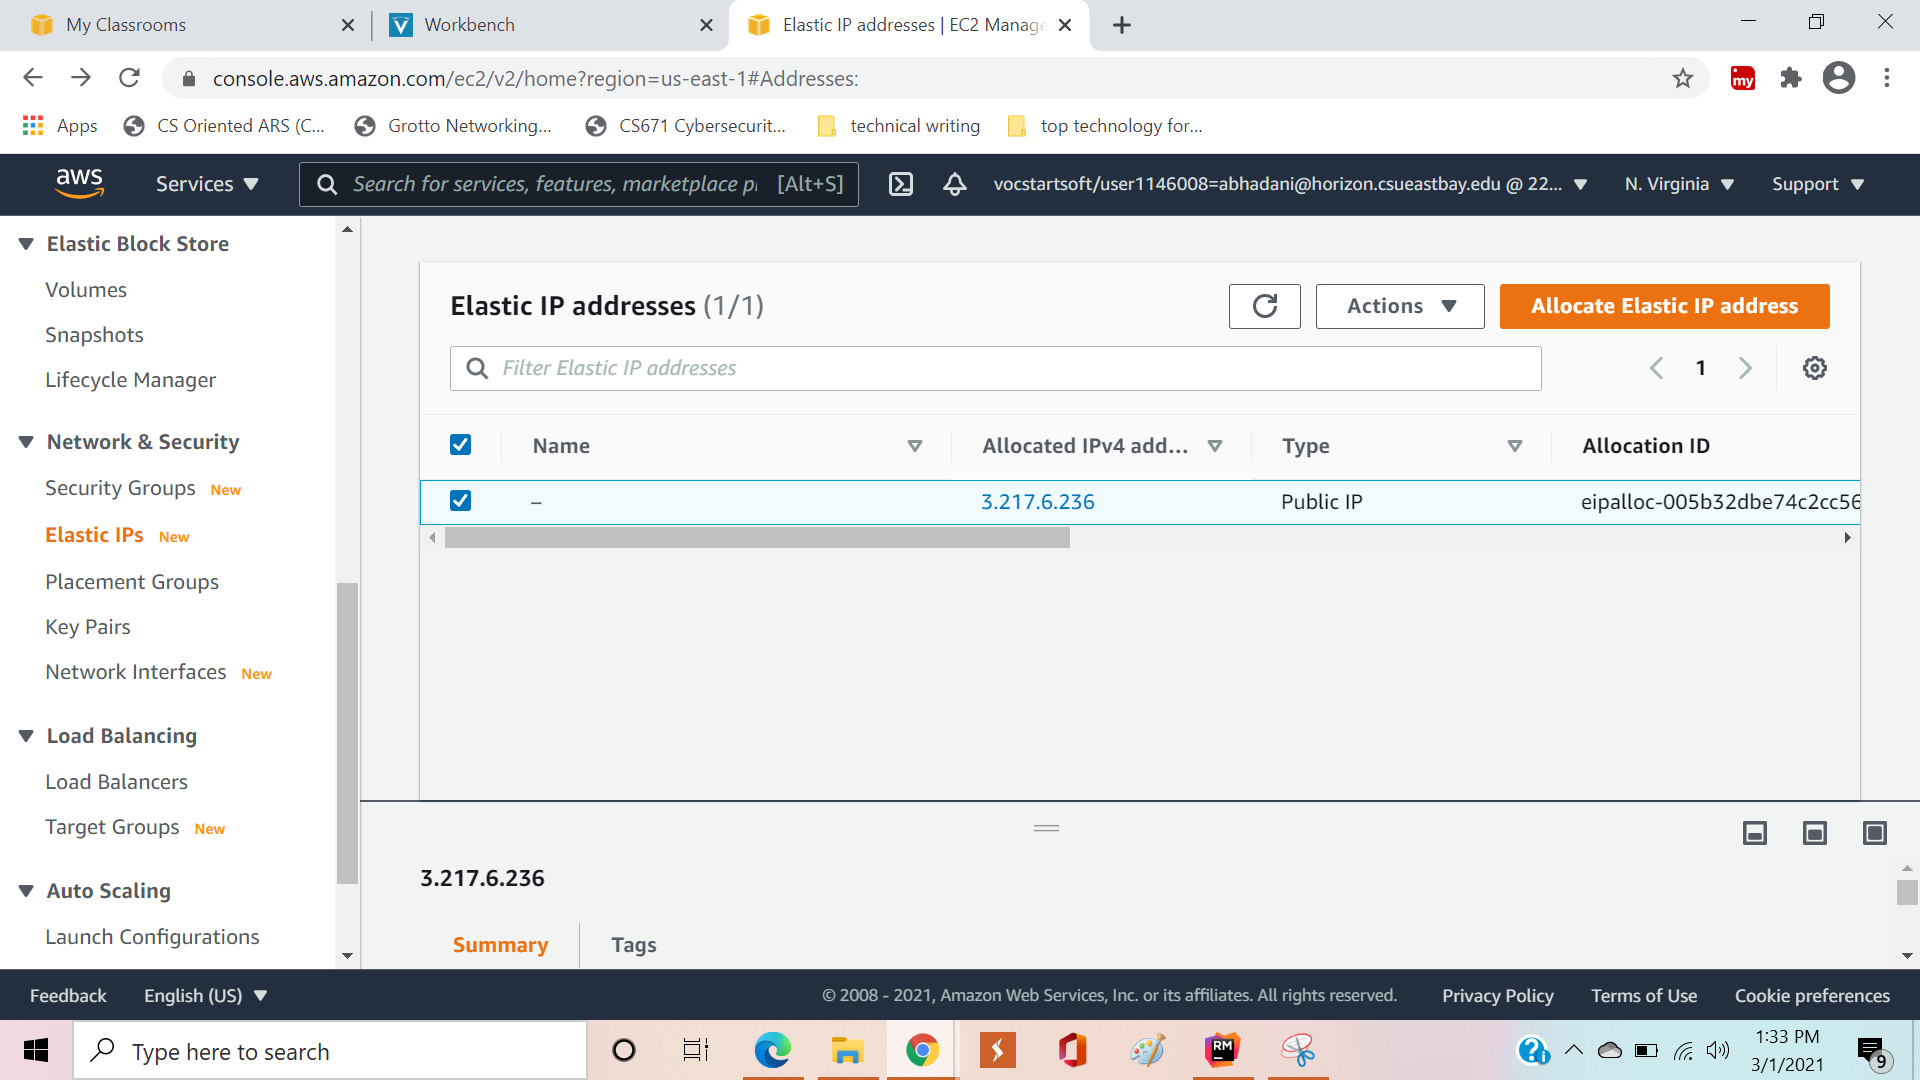 My Classrooms
Workbench
Elastic IP addresses | EC2 Manage
console.aws.amazon.com/ec2/v2/home?region=us-east-1#Addresses:
my
Apps
CS Oriented ARS (C...
Grotto Networking...
CS671 Cybersecurit...
technical writing
top technology for...
aws
Services
Search for services, features, marketplace p
[Alt+S]
vocstartsoft/user1146008=abhadani@horizon.csueastbay.edu @ 22...
N. Virginia
Support
Elastic Block Store
Volumes
Snapshots
Lifecycle Manager
Network & Security
Security Groups New
Elastic IPs New
Placement Groups
Key Pairs
Network Interfaces New
Load Balancing
Load Balancers
Target Groups New
Auto Scaling
Launch Configurations
Elastic IP addresses (1/1)
Actions
Allocate Elastic IP address
Filter Elastic IP addresses
1
Name
Allocated IPv4 add...
Type
Allocation ID
–
3.217.6.236
Public IP
eipalloc-005b32dbe74c2cc56
3.217.6.236
Summary
Tags
Feedback
English (US)
© 2008 - 2021, Amazon Web Services, Inc. or its affiliates. All rights reserved.
Privacy Policy
Terms of Use
Cookie preferences
Type here to search
RM
1:33 PM
3/1/2021
9